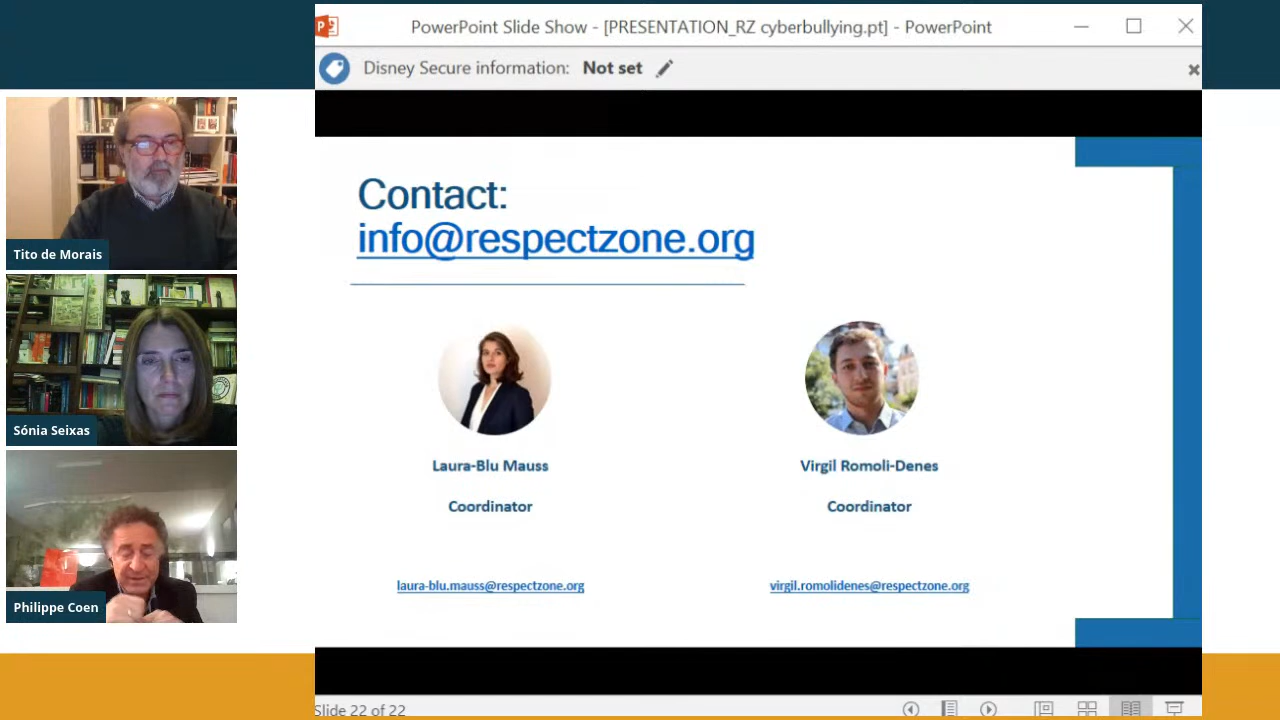 PowerPoint Slide Show - [PRESENTATION_RZ cyberbullying.pt] - PowerPoint
Disney Secure information: Not set
Tito de Morais
Sónia Seixas
Philippe Coen
Contact:
info@respectzone.org
Laura-Blu Mauss
Virgil Romoli-Denes
Coordinator
Coordinator
laura-blu.mauss@respectzone.org
virgil.romolidenes@respectzone.org
Slide 22 of 22